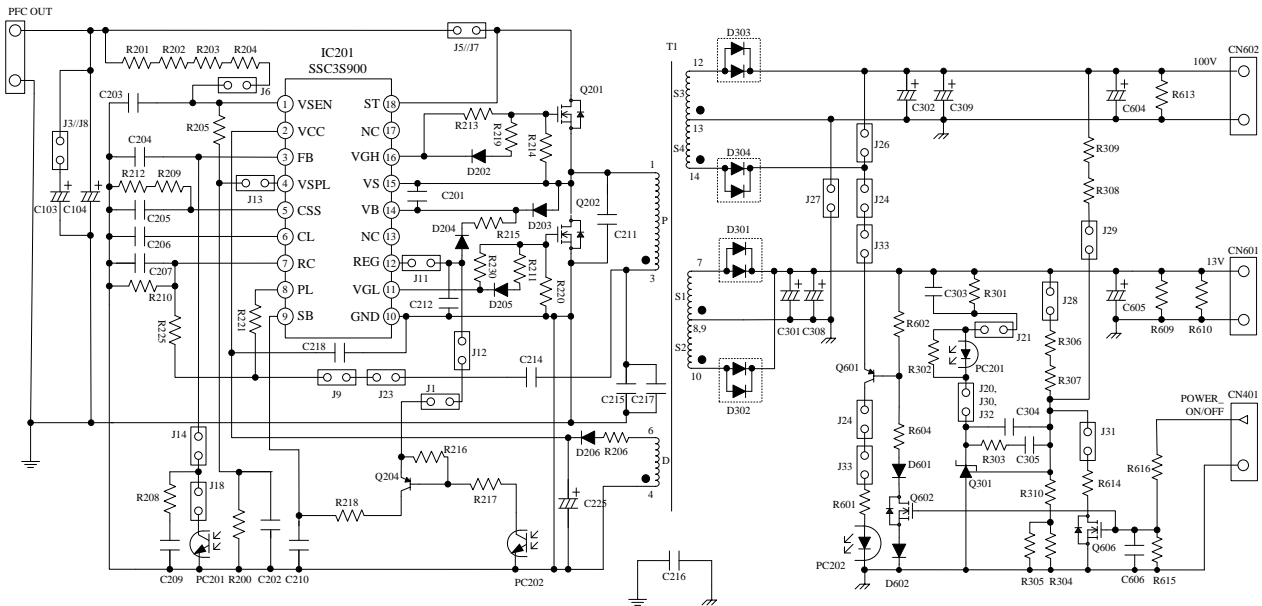 PFC OUT
R201 R202 R203 R204
J6
J5//J7
IC201
SSC3S900
1 VSEN
2 VCC
3 FB
4 VSPL
5 CSS
6 CL
7 RC
8 PL
9 SB
ST 18
NC 17
VGH 16
VS 15
VB 14
NC 13
REG 12
VGL 11
GND 10
C203
R205
J3//J8
C204
R212 R209
J13
C103 C104
C205
C206
C207
R210
R225
R221
C218
J9
J23
C214
J1
J12
J11
C212
Q201
R213
R219
R214
D202
C201
Q202
C211
D203
D204
R215
R230
R211
D205
R220
C215 C217
J14
J18
R208
C209
PC201
R200
C202
C210
R218
Q204
R216
R217
PC202
D206 R206
C225
C216
T1
1
P
3
6
D
4
12
S3
13
S4
14
7
S1
8,9
S2
10
D303
D304
D301
D302
C302 C309
C604 R613
100V
CN602
J26
J27
J24
J33
R309
R308
J29
C301 C308
13V
CN601
C605
R609 R610
R602
C303 R301
J21
R302
PC201
J28
R306
R307
J20,
J30,
J32
C304
R303 C305
Q301
R310
R305 R304
Q601
J24
J33
R601
PC202
R604
D601
Q602
D602
J31
R614
Q606
C606
R615
R616
POWER_
ON/OFF
CN401